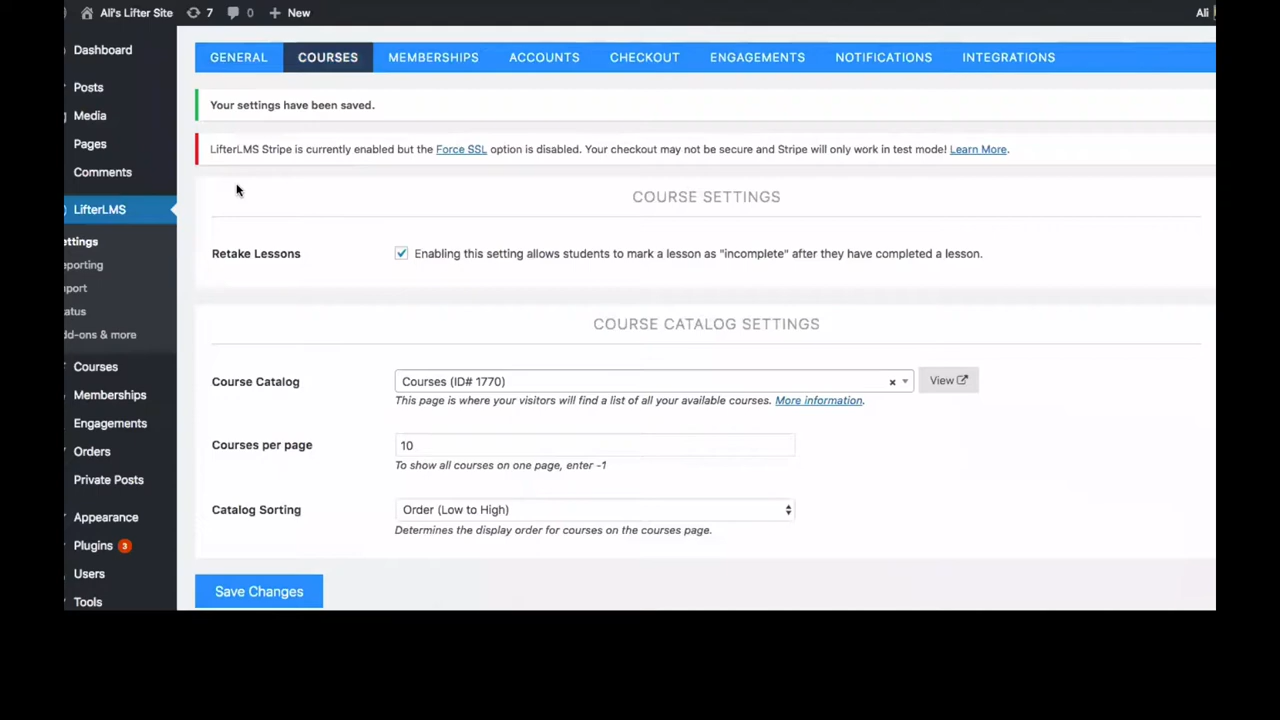 Ali's Lifter Site 7 0 New Ali
Dashboard
Posts
Media
Pages
Comments
LifterLMS
ettings
eporting
nport
atus
dd-ons & more
Courses
Memberships
Engagements
Orders
Private Posts
Appearance
Plugins 3
Users
Tools
GENERAL COURSES MEMBERSHIPS ACCOUNTS CHECKOUT ENGAGEMENTS NOTIFICATIONS INTEGRATIONS
Your settings have been saved.
LifterLMS Stripe is currently enabled but the Force SSL option is disabled. Your checkout may not be secure and Stripe will only work in test mode! Learn More.
COURSE SETTINGS
Retake Lessons Enabling this setting allows students to mark a lesson as "incomplete" after they have completed a lesson.
COURSE CATALOG SETTINGS
Course Catalog Courses (ID# 1770) × View
This page is where your visitors will find a list of all your available courses. More information.
Courses per page 10
To show all courses on one page, enter -1
Catalog Sorting Order (Low to High)
Determines the display order for courses on the courses page.
Save Changes